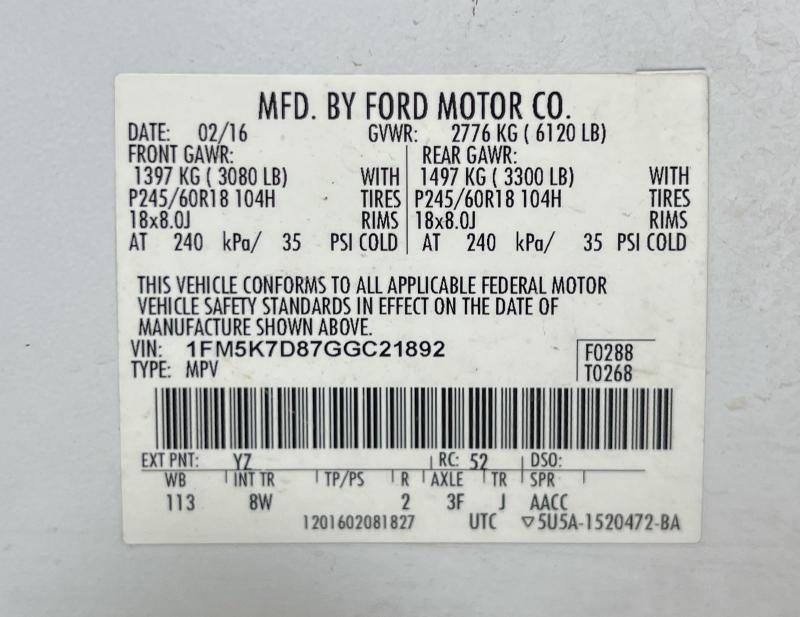 MFD. BY FORD MOTOR CO.
DATE: 02/16 GVWR: 2776 KG ( 6120 LB)
FRONT GAWR: REAR GAWR:
1397 KG ( 3080 LB) WITH 1497 KG ( 3300 LB) WITH
P245/60R18 104H TIRES P245/60R18 104H TIRES
18x8.0J RIMS 18x8.0J RIMS
AT 240 kPa/ 35 PSI COLD AT 240 kPa/ 35 PSI COLD
THIS VEHICLE CONFORMS TO ALL APPLICABLE FEDERAL MOTOR
VEHICLE SAFETY STANDARDS IN EFFECT ON THE DATE OF
MANUFACTURE SHOWN ABOVE.
VIN: 1FM5K7D87GGC21892 F0288
TYPE: MPV T0268
EXT PNT: YZ RC: 52 DSO:
WB INT TR TP/PS R AXLE TR SPR
113 8W 2 3F J AACC
1201602081827 UTC ▽5U5A-1520472-BA